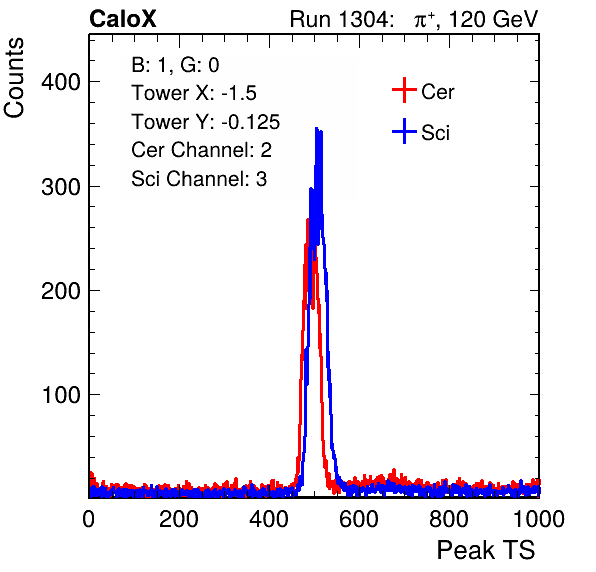 CaloX Run 1304: π⁺, 120 GeV
Counts
B: 1, G: 0
Tower X: -1.5
Tower Y: -0.125
Cer Channel: 2
Sci Channel: 3
Cer
Sci
400
300
200
100
0 200 400 600 800 1000
Peak TS